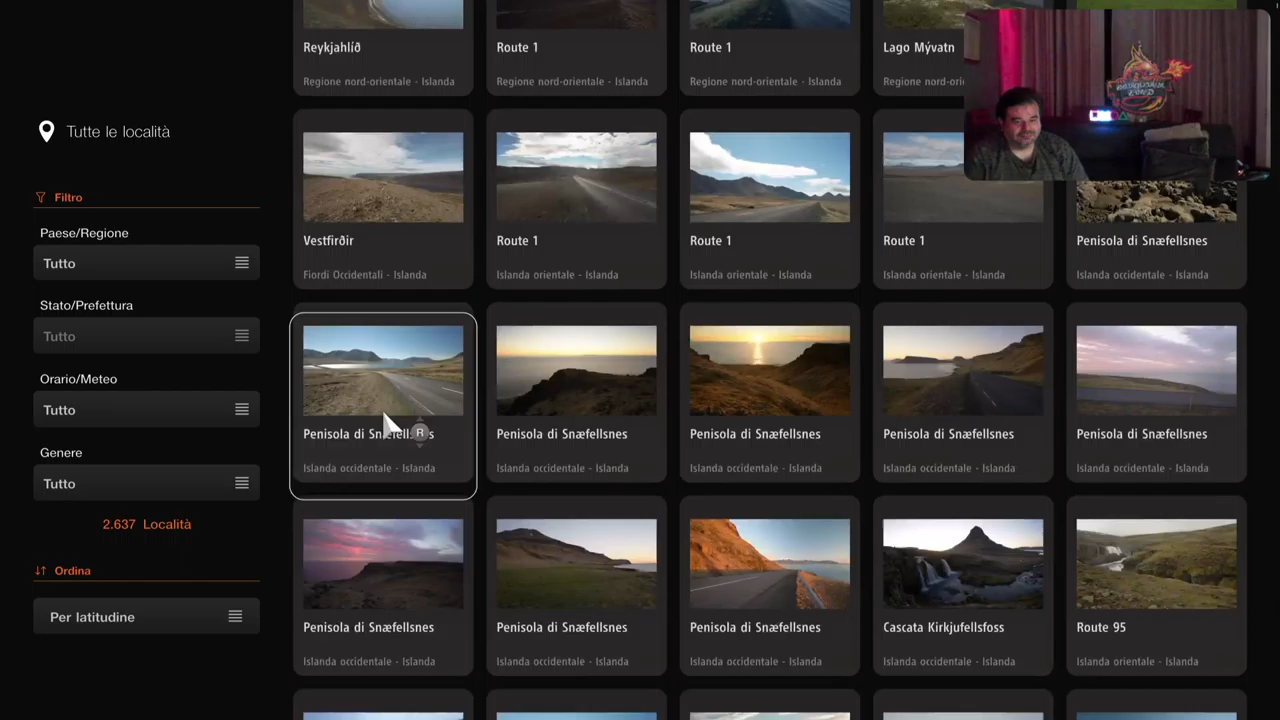 Reykjahlíð
Regione nord-orientale - Islanda
Route 1
Regione nord-orientale - Islanda
Route 1
Regione nord-orientale - Islanda
Lago Mývatn
Regione nord-
Tutte le località
Filtro
Paese/Regione
Tutto
Stato/Prefettura
Tutto
Orario/Meteo
Tutto
Genere
Tutto
2.637 Località
Ordina
Per latitudine
Vestfirðir
Fiordi Occidentali - Islanda
Route 1
Islanda orientale - Islanda
Route 1
Islanda orientale - Islanda
Route 1
Islanda orientale - Islanda
Penisola di Snæfellsnes
Islanda occidentale - Islanda
Penisola di Snæfellsnes
R
Islanda occidentale - Islanda
Penisola di Snæfellsnes
Islanda occidentale - Islanda
Penisola di Snæfellsnes
Islanda occidentale - Islanda
Penisola di Snæfellsnes
Islanda occidentale - Islanda
Penisola di Snæfellsnes
Islanda occidentale - Islanda
Penisola di Snæfellsnes
Islanda occidentale - Islanda
Penisola di Snæfellsnes
Islanda occidentale - Islanda
Penisola di Snæfellsnes
Islanda occidentale - Islanda
Cascata Kirkjufellsfoss
Islanda occidentale - Islanda
Route 95
Islanda orientale - Islanda